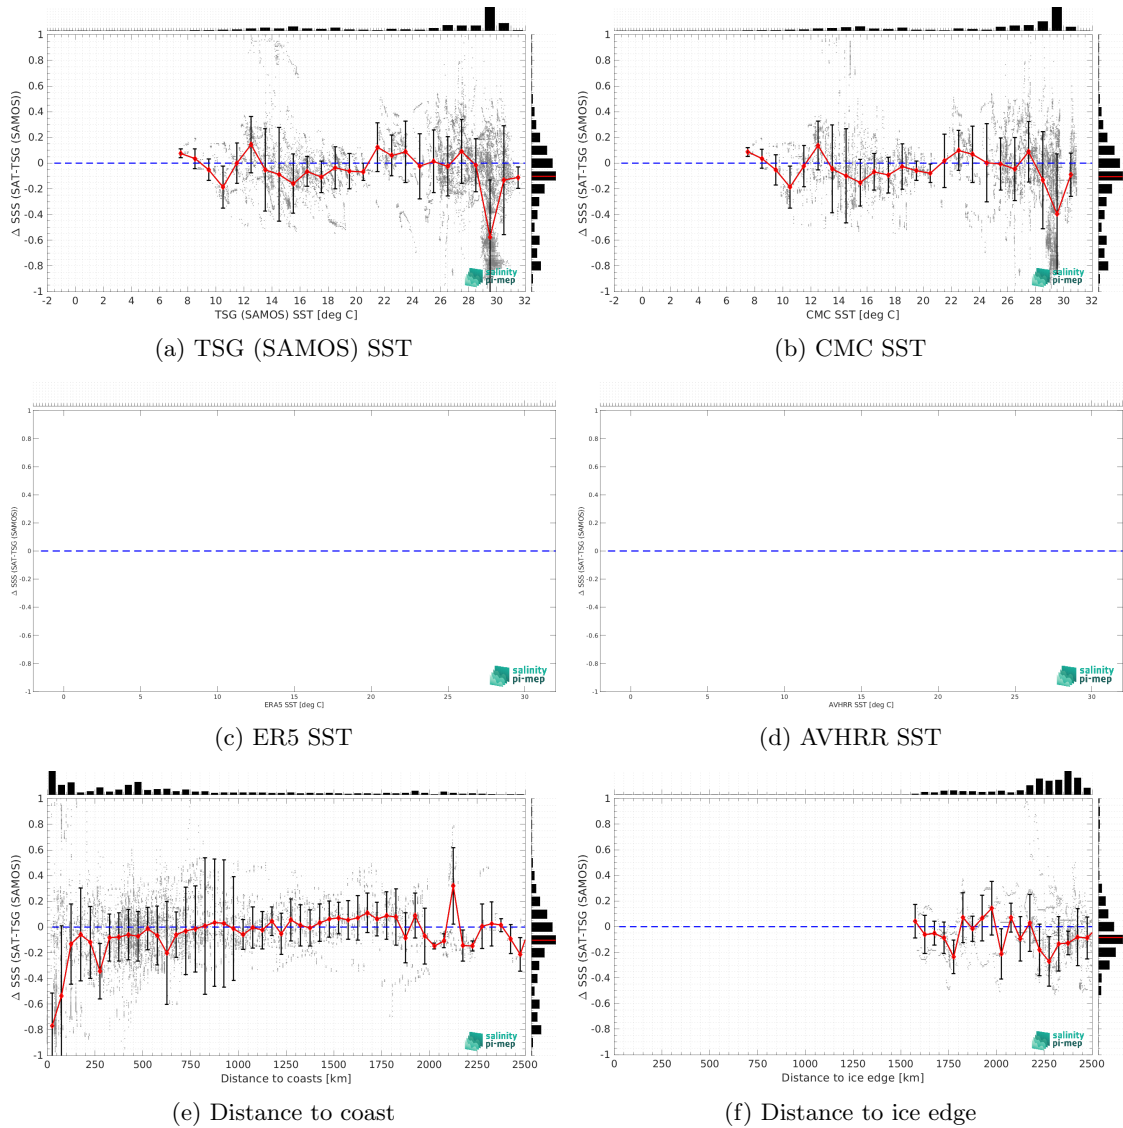 1
0.8
0.6
0.4
0.2
0
-0.2
-0.4
-0.6
-0.8
-1
Δ SSS (SAT-TSG (SAMOS))
salinity
pi-mep
-2 0 2 4 6 8 10 12 14 16 18 20 22 24 26 28 30 32
TSG (SAMOS) SST [deg C]
(a) TSG (SAMOS) SST
1
0.8
0.6
0.4
0.2
0
-0.2
-0.4
-0.6
-0.8
-1
Δ SSS (SAT-TSG (SAMOS))
salinity
pi-mep
-2 0 2 4 6 8 10 12 14 16 18 20 22 24 26 28 30 32
CMC SST [deg C]
(b) CMC SST
1
0.8
0.6
0.4
0.2
0
-0.2
-0.4
-0.6
-0.8
-1
Δ SSS (SAT-TSG (SAMOS))
salinity
pi-mep
0 5 10 15 20 25 30
ERA5 SST [deg C]
(c) ER5 SST
1
0.8
0.6
0.4
0.2
0
-0.2
-0.4
-0.6
-0.8
-1
Δ SSS (SAT-TSG (SAMOS))
salinity
pi-mep
0 5 10 15 20 25 30
AVHRR SST [deg C]
(d) AVHRR SST
1
0.8
0.6
0.4
0.2
0
-0.2
-0.4
-0.6
-0.8
-1
Δ SSS (SAT-TSG (SAMOS))
salinity
pi-mep
0 250 500 750 1000 1250 1500 1750 2000 2250 2500
Distance to coasts [km]
(e) Distance to coast
1
0.8
0.6
0.4
0.2
0
-0.2
-0.4
-0.6
-0.8
-1
Δ SSS (SAT-TSG (SAMOS))
salinity
pi-mep
0 250 500 750 1000 1250 1500 1750 2000 2250 2500
Distance to ice edge [km]
(f) Distance to ice edge